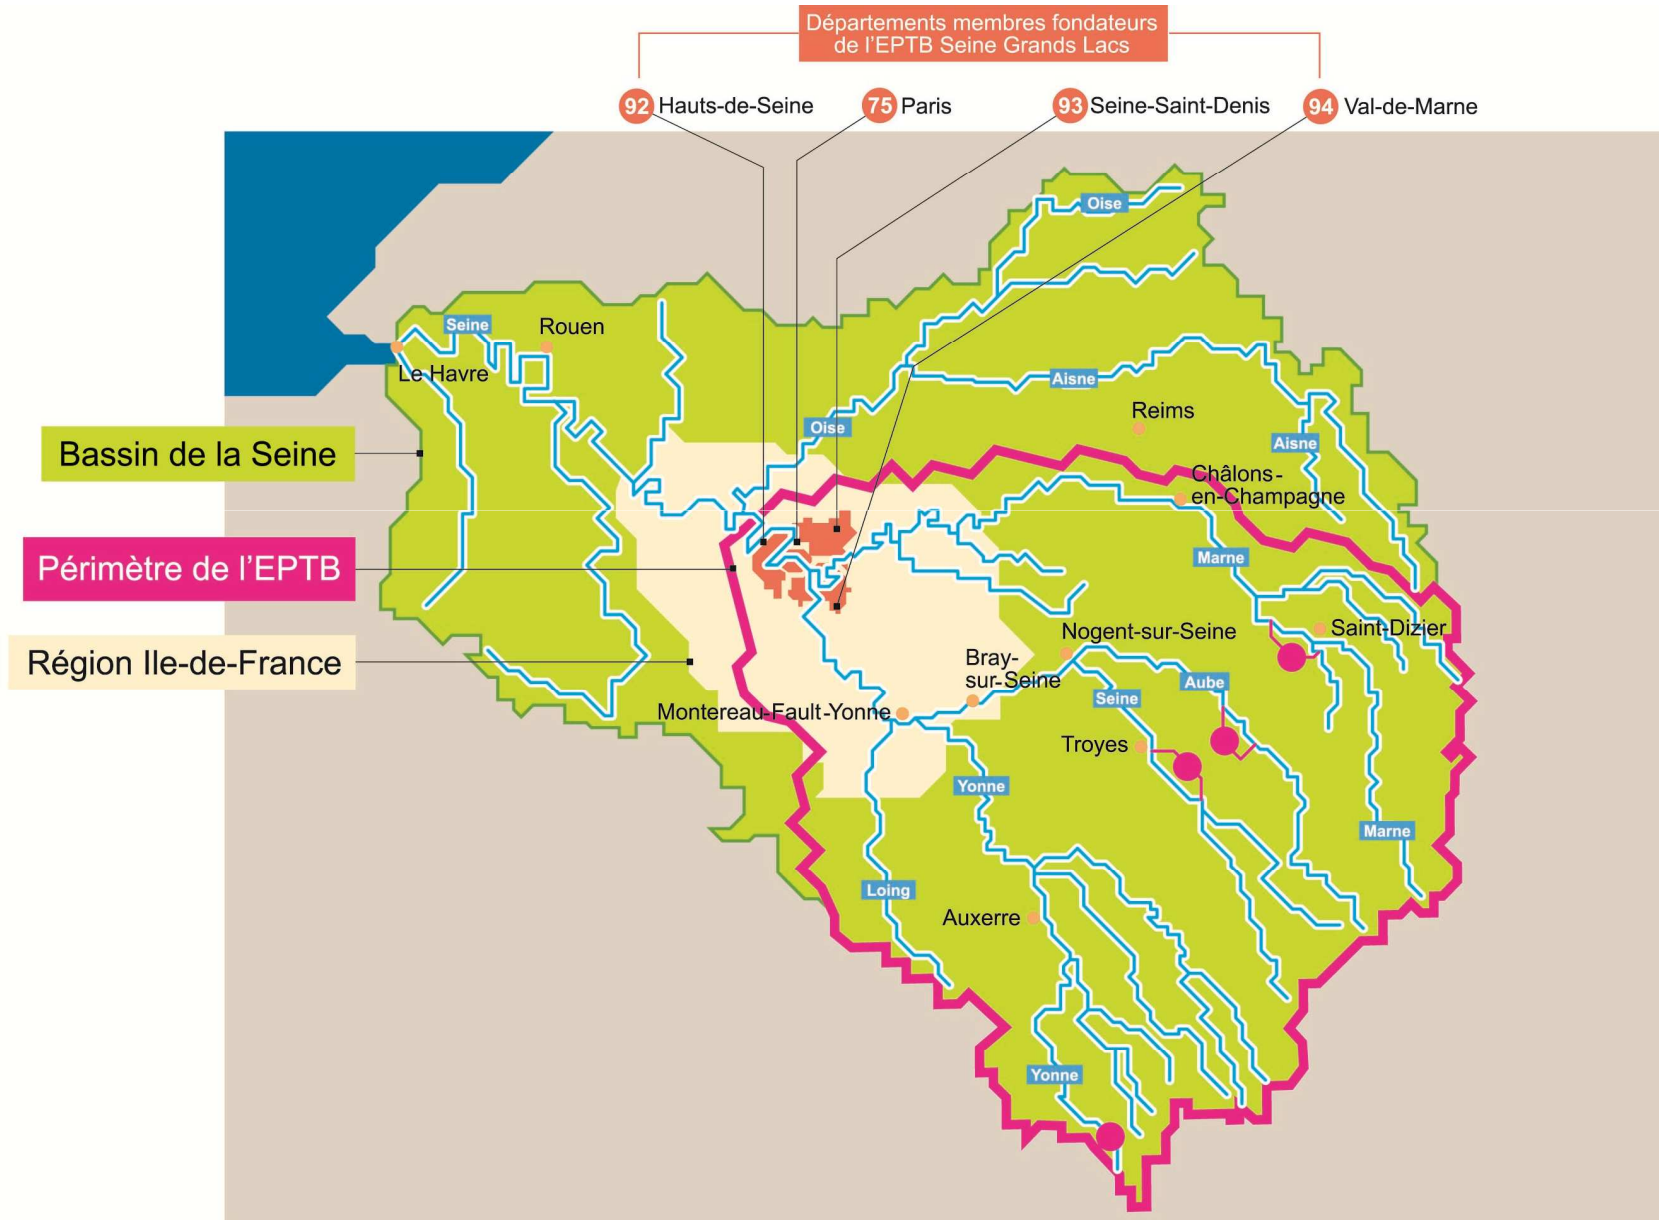 Départements membres fondateurs
de l'EPTB Seine Grands Lacs
92 Hauts-de-Seine
75 Paris
93 Seine-Saint-Denis
94 Val-de-Marne
Oise
Seine
Rouen
Le Havre
Aisne
Reims
Oise
Aisne
Bassin de la Seine
Châlons-
en-Champagne
Périmètre de l'EPTB
Marne
Saint-Dizier
Nogent-sur-Seine
Région Ile-de-France
Bray-
sur-Seine
Aube
Seine
Montereau-Fault-Yonne
Troyes
Yonne
Marne
Loing
Auxerre
Yonne